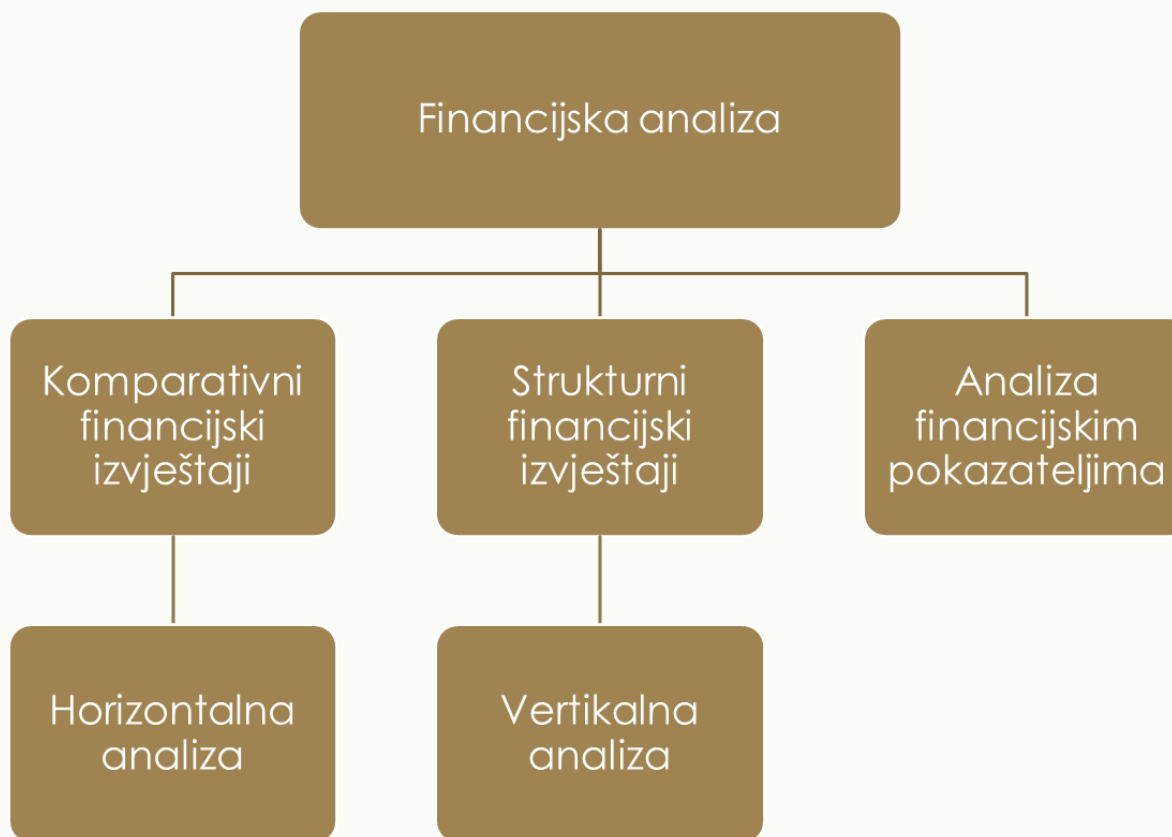 Financijska analiza
Komparativni
financijski
izvještaji
Strukturni
financijski
izvještaji
Analiza
financijskim
pokazateljima
Horizontalna
analiza
Vertikalna
analiza